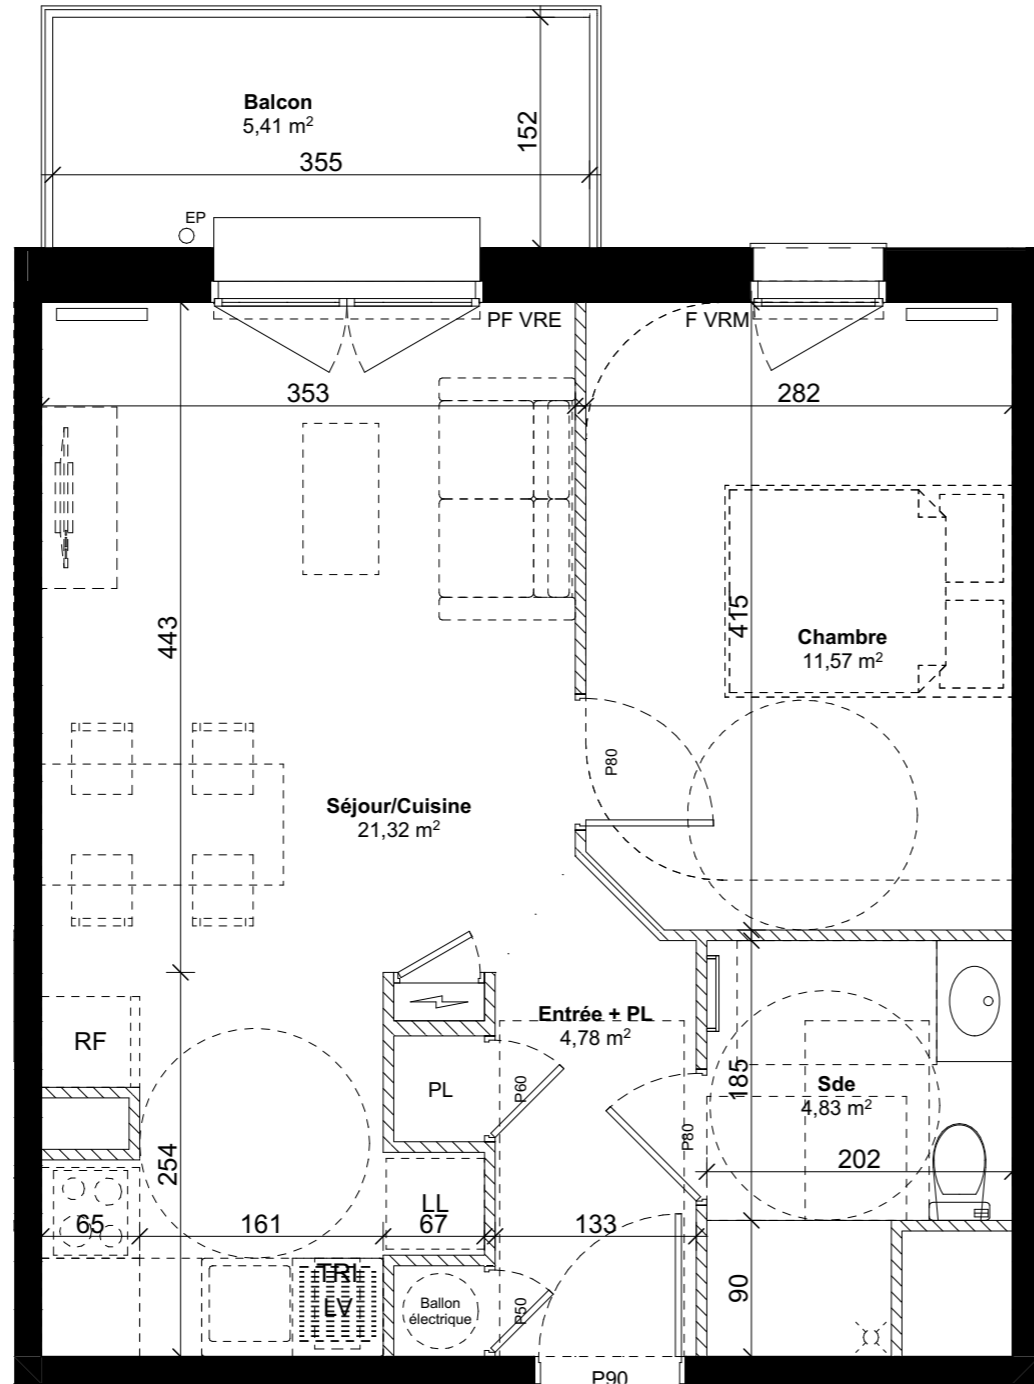 Balcon
5,41 m²
355
152
EP
PF VRE
F VRM
353
282
443
415
Chambre
11,57 m²
P80
Séjour/Cuisine
21,32 m²
RF
Entrée + PL
4,78 m²
PL
P60
185
Sde
4,83 m²
P80
254
202
LL
65
161
67
133
TRI
LV
Ballon
électrique
P50
90
P90